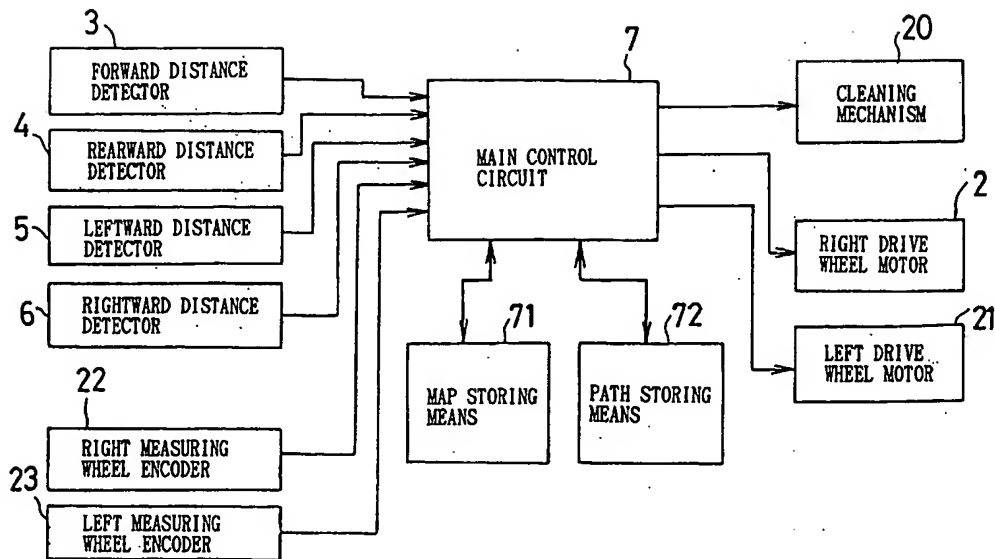 3
FORWARD DISTANCE
DETECTOR
4
REARWARD DISTANCE
DETECTOR
5
LEFTWARD DISTANCE
DETECTOR
6
RIGHTWARD DISTANCE
DETECTOR
22
RIGHT MEASURING
WHEEL ENCODER
23
LEFT MEASURING
WHEEL ENCODER
7
MAIN CONTROL
CIRCUIT
71
MAP STORING
MEANS
72
PATH STORING
MEANS
20
CLEANING
MECHANISM
2
RIGHT DRIVE
WHEEL MOTOR
21
LEFT DRIVE
WHEEL MOTOR